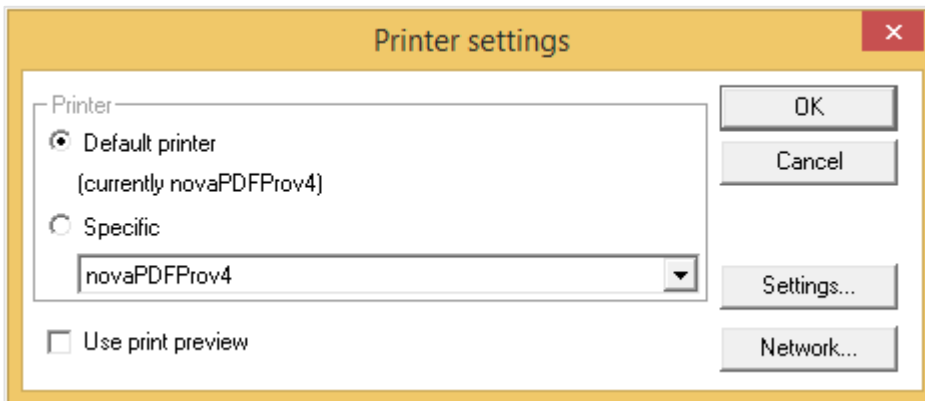 Printer settings
Printer
Default printer
(currently novaPDFProv4)
Specific
novaPDFProv4
Use print preview
OK
Cancel
Settings...
Network...